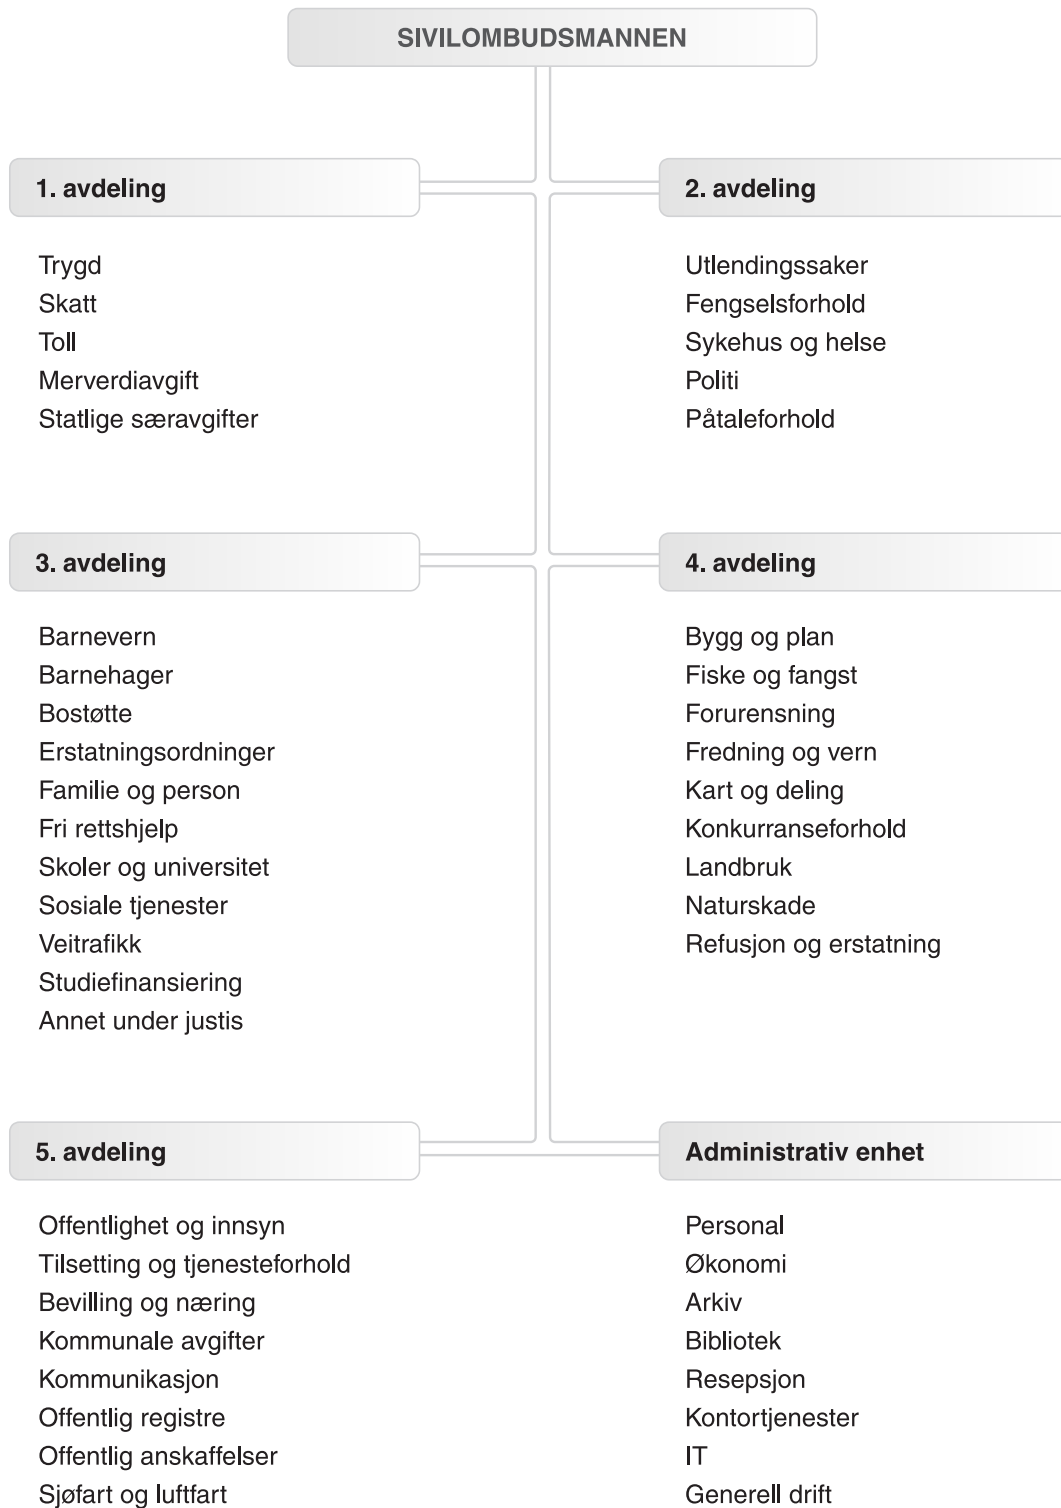 SIVILOMBUDSMANNEN
1. avdeling
Trygd
Skatt
Toll
Merverdiavgift
Statlige særavgifter
2. avdeling
Utlendingssaker
Fengselsforhold
Sykehus og helse
Politi
Påtaleforhold
3. avdeling
Barnevern
Barnehager
Bostøtte
Erstatningsordninger
Familie og person
Fri rettshjelp
Skoler og universitet
Sosiale tjenester
Veitrafikk
Studiefinansiering
Annet under justis
4. avdeling
Bygg og plan
Fiske og fangst
Forurensning
Fredning og vern
Kart og deling
Konkurranseforhold
Landbruk
Naturskade
Refusjon og erstatning
5. avdeling
Offentlighet og innsyn
Tilsetting og tjenesteforhold
Bevilling og næring
Kommunale avgifter
Kommunikasjon
Offentlig registre
Offentlig anskaffelser
Sjøfart og luftfart
Administrativ enhet
Personal
Økonomi
Arkiv
Bibliotek
Resepsjon
Kontortjenester
IT
Generell drift